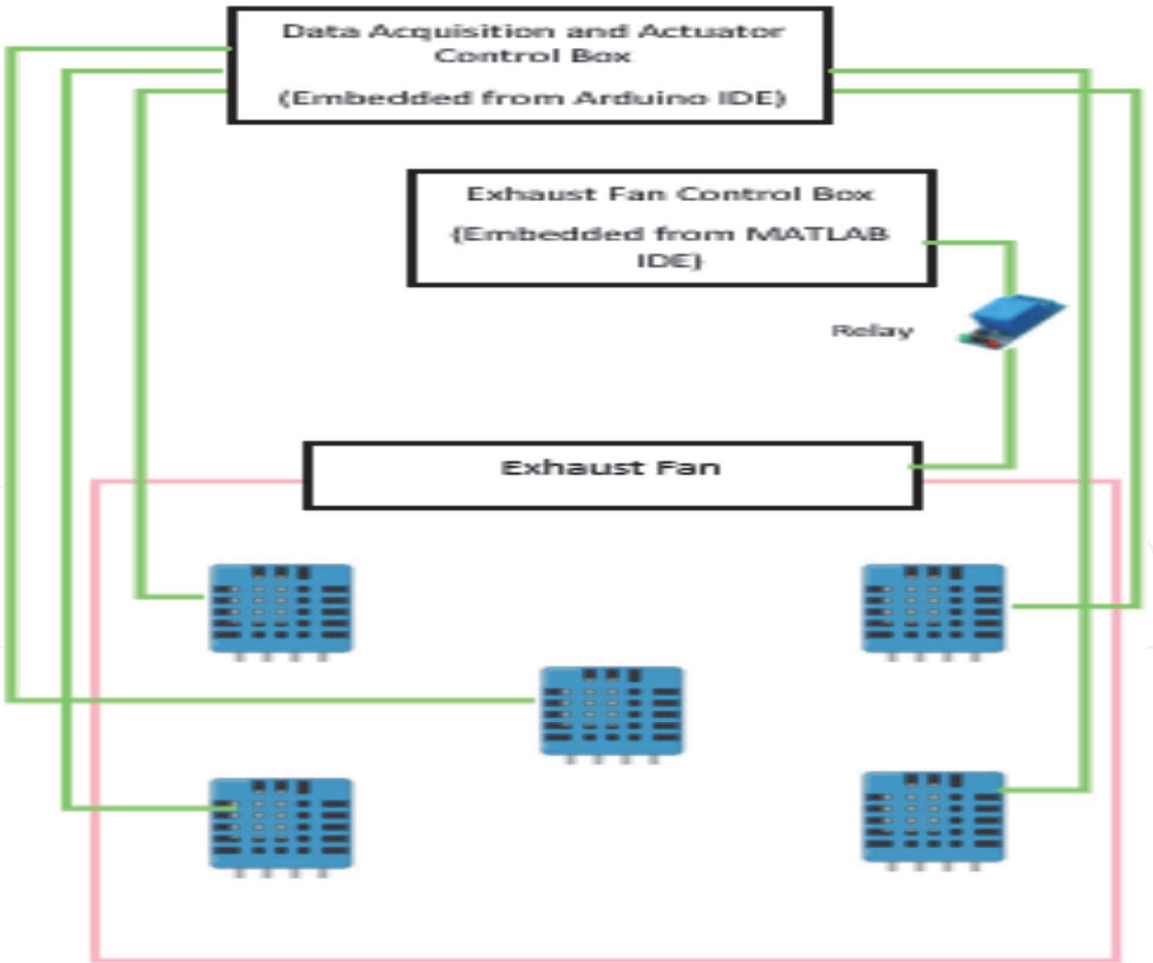 Data Acquisition and Actuator
Control Box
(Embedded from Arduino IDE)
Exhaust Fan Control Box
(Embedded from MATLAB
IDE)
Relay
Exhaust Fan